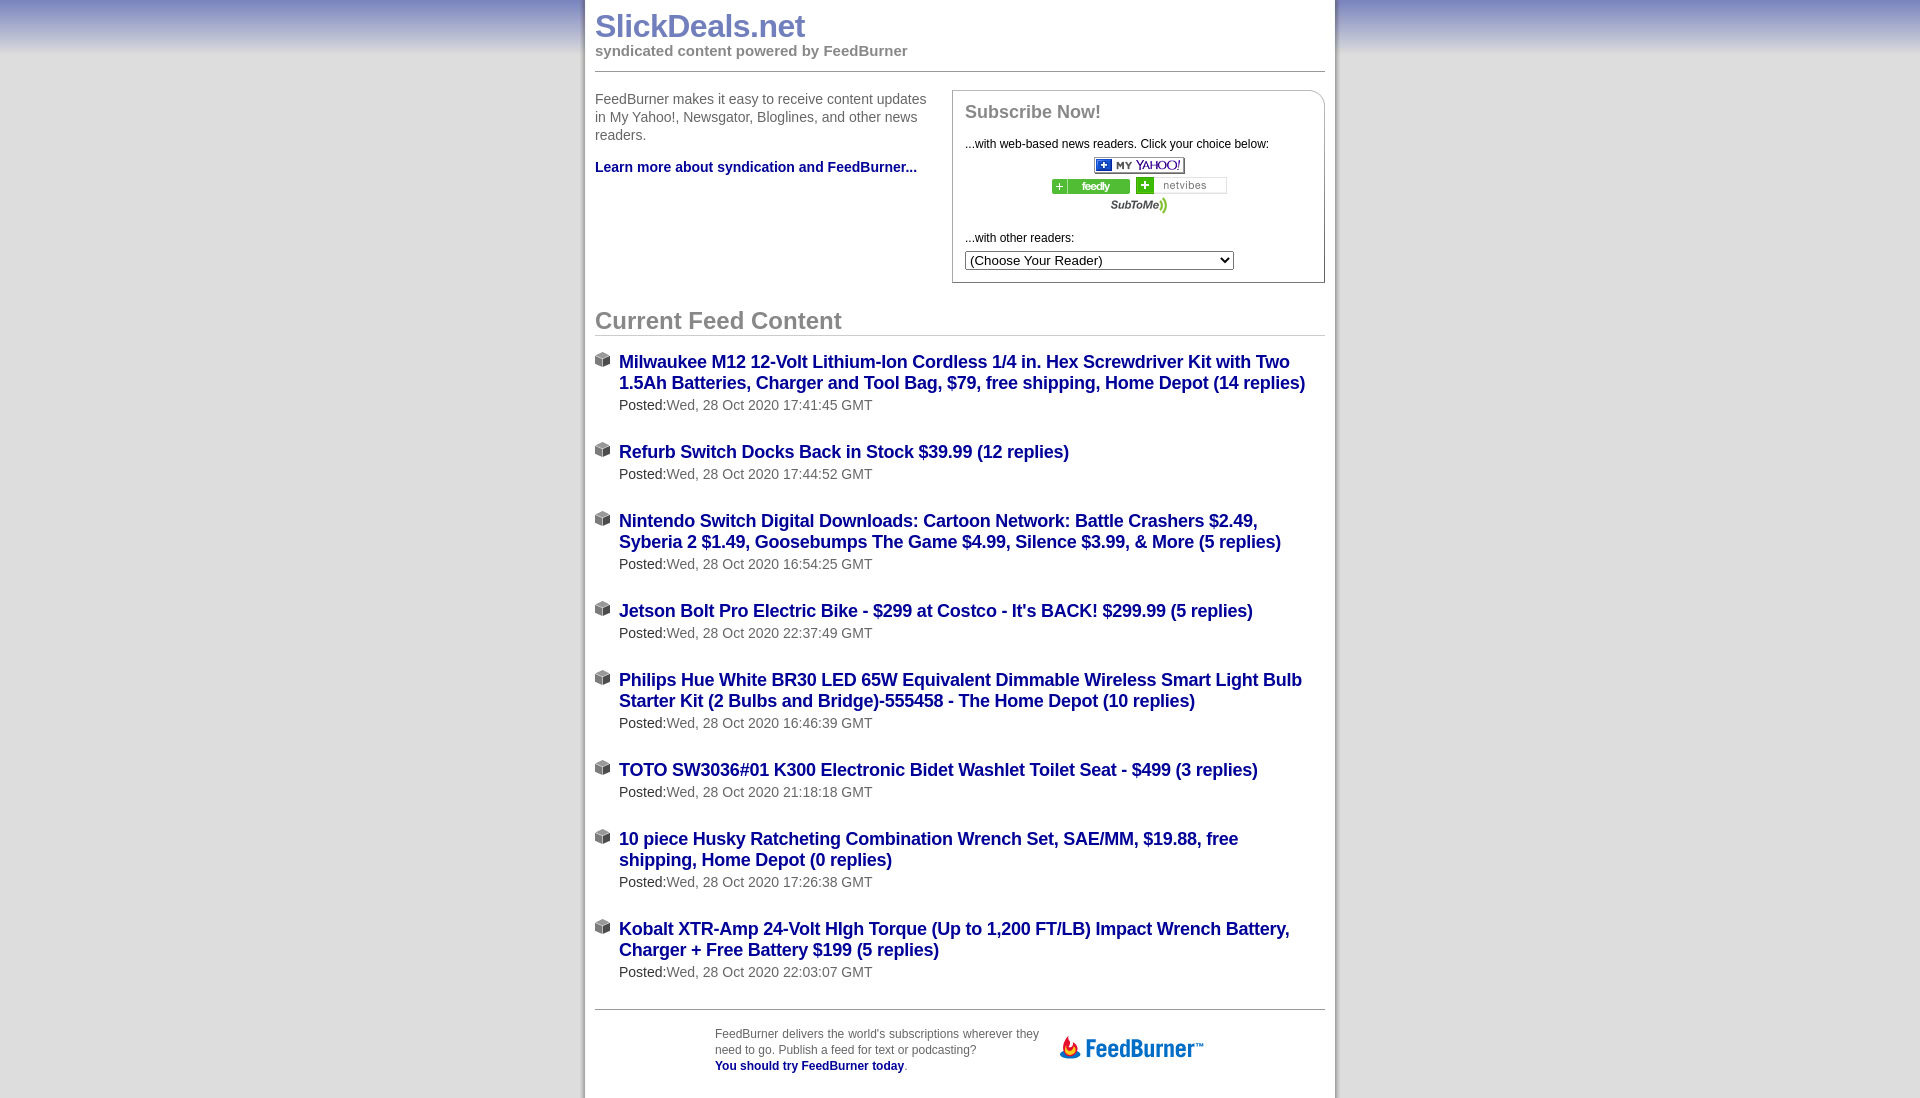 SlickDeals.net
syndicated content powered by FeedBurner
FeedBurner makes it easy to receive content updates
in My Yahoo!, Newsgator, Bloglines, and other news
readers.
Learn more about syndication and FeedBurner...
Subscribe Now!
...with web-based news readers. Click your choice below:
MY YAHOO!
feedly
netvibes
SubToMe
...with other readers:
(Choose Your Reader)
Current Feed Content
Milwaukee M12 12-Volt Lithium-Ion Cordless 1/4 in. Hex Screwdriver Kit with Two
1.5Ah Batteries, Charger and Tool Bag, $79, free shipping, Home Depot (14 replies)
Posted:Wed, 28 Oct 2020 17:41:45 GMT
Refurb Switch Docks Back in Stock $39.99 (12 replies)
Posted:Wed, 28 Oct 2020 17:44:52 GMT
Nintendo Switch Digital Downloads: Cartoon Network: Battle Crashers $2.49,
Syberia 2 $1.49, Goosebumps The Game $4.99, Silence $3.99, & More (5 replies)
Posted:Wed, 28 Oct 2020 16:54:25 GMT
Jetson Bolt Pro Electric Bike - $299 at Costco - It's BACK! $299.99 (5 replies)
Posted:Wed, 28 Oct 2020 22:37:49 GMT
Philips Hue White BR30 LED 65W Equivalent Dimmable Wireless Smart Light Bulb
Starter Kit (2 Bulbs and Bridge)-555458 - The Home Depot (10 replies)
Posted:Wed, 28 Oct 2020 16:46:39 GMT
TOTO SW3036#01 K300 Electronic Bidet Washlet Toilet Seat - $499 (3 replies)
Posted:Wed, 28 Oct 2020 21:18:18 GMT
10 piece Husky Ratcheting Combination Wrench Set, SAE/MM, $19.88, free
shipping, Home Depot (0 replies)
Posted:Wed, 28 Oct 2020 17:26:38 GMT
Kobalt XTR-Amp 24-Volt HIgh Torque (Up to 1,200 FT/LB) Impact Wrench Battery,
Charger + Free Battery $199 (5 replies)
Posted:Wed, 28 Oct 2020 22:03:07 GMT
FeedBurner delivers the world's subscriptions wherever they
need to go. Publish a feed for text or podcasting?
You should try FeedBurner today.
FeedBurner™